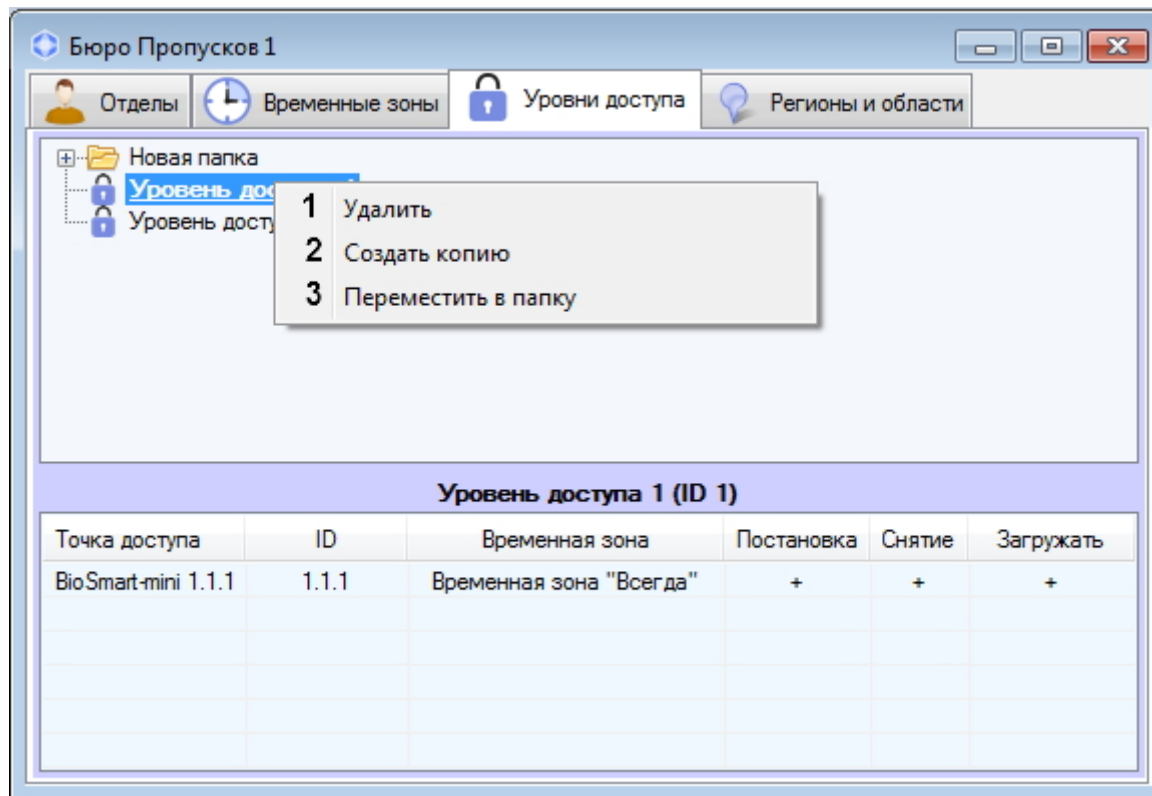 Бюро Пропусков 1
Отделы Временные зоны Уровни доступа Регионы и области
Новая папка
Уровень
Уровень
1 Удалить
2 Создать копию
3 Переместить в папку
Уровень доступа 1 (ID 1)
Точка доступа ID Временная зона Постановка Снятие Загружать
BioSmart-mini 1.1.1 1.1.1 Временная зона "Всегда" + + +